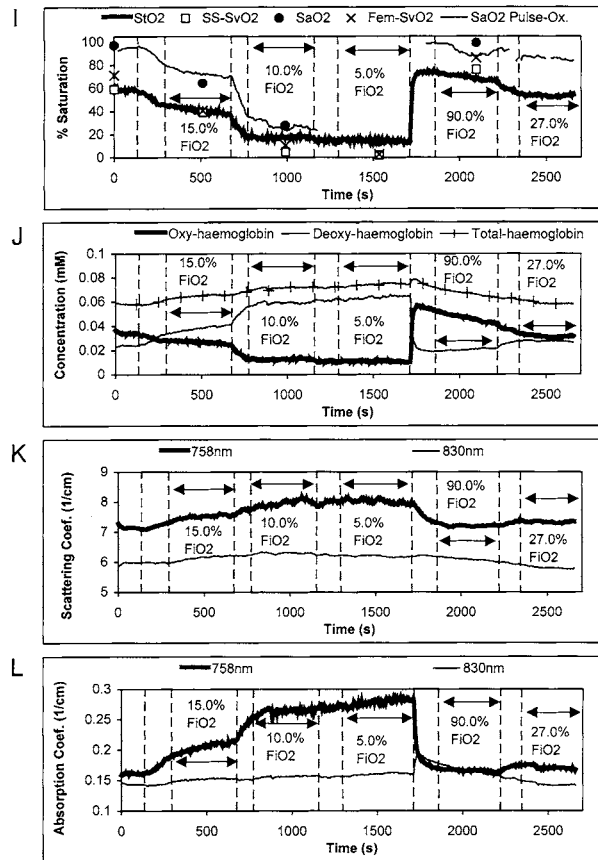 I
StO2 SS-SvO2 SaO2 Fem-SvO2 SaO2 Pulse-Ox.
% Saturation
100
80
60
40
20
0
10.0%
FiO2
5.0%
FiO2
15.0%
FiO2
90.0%
FiO2
27.0%
FiO2
0 500 1000 1500 2000 2500
Time (s)
J
Oxy-haemoglobin Deoxy-haemoglobin Total-haemoglobin
Concentration (mM)
0.1
0.08
0.06
0.04
0.02
0
15.0%
FiO2
90.0%
FiO2
27.0%
FiO2
10.0%
FiO2
5.0%
FiO2
0 500 1000 1500 2000 2500
Time (s)
K
758nm 830nm
Scattering Coef. (1/cm)
9
8
7
6
5
90.0%
FiO2
15.0%
FiO2
10.0%
FiO2
5.0%
FiO2
27.0%
FiO2
0 500 1000 1500 2000 2500
Time (s)
L
758nm 830nm
Absorption Coef. (1/cm)
0.3
0.25
0.2
0.15
0.1
15.0%
FiO2
10.0%
FiO2
5.0%
FiO2
90.0%
FiO2
27.0%
FiO2
0 500 1000 1500 2000 2500
Time (s)